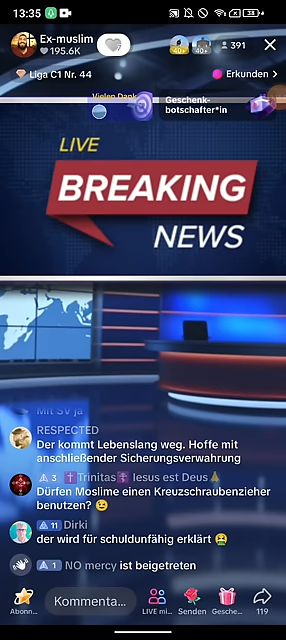 13:35
38
Ex-muslim
195.6K
40+
40+
391
Liga C1 Nr. 44
Erkunden >
Vielen Dank
Geschenk-
botschafter*in
LIVE
BREAKING
NEWS
Mit SV ja
RESPECTED
Der kommt Lebenslang weg. Hoffe mit
anschließender Sicherungsverwahrung
3 ✝️Trinitas✝️ Iesus est Deus
Dürfen Moslime einen Kreuzschraubenzieher
benutzen? 😉
11 Dirki
der wird für schuldunfähig erklärt 🤮
1 NO mercy ist beigetreten
Abonn...
Kommenta...
LIVE mi...
Senden
Gesche...
119